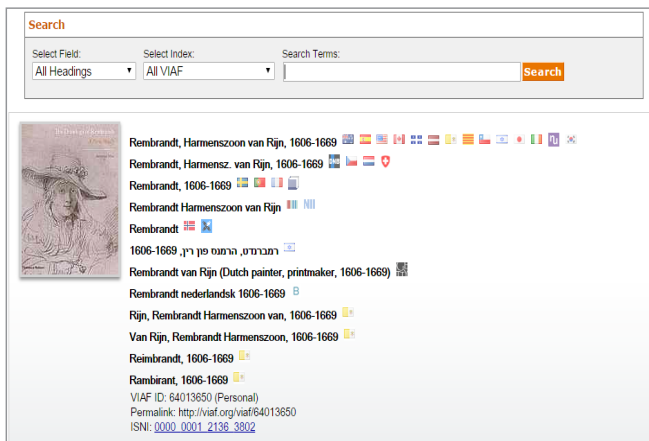 Search
Select Field:
Select Index:
Search Terms:
All Headings
All VIAF
Search
Rembrandt, Harmenszoon van Rijn, 1606-1669
Rembrandt, Harmensz. van Rijn, 1606-1669
Rembrandt, 1606-1669
Rembrandt Harmenszoon van Rijn
Rembrandt
רמברנדט, הרמנס פון רין, 1606-1669
Rembrandt van Rijn (Dutch painter, printmaker, 1606-1669)
Rembrandt nederlandsk 1606-1669
Rijn, Rembrandt Harmenszoon van, 1606-1669
Van Rijn, Rembrandt Harmenszoon, 1606-1669
Reimbrandt, 1606-1669
Rambirant, 1606-1669
VIAF ID: 64013650 (Personal)
Permalink: http://viaf.org/viaf/64013650
ISNI: 0000 0001 2136 3802